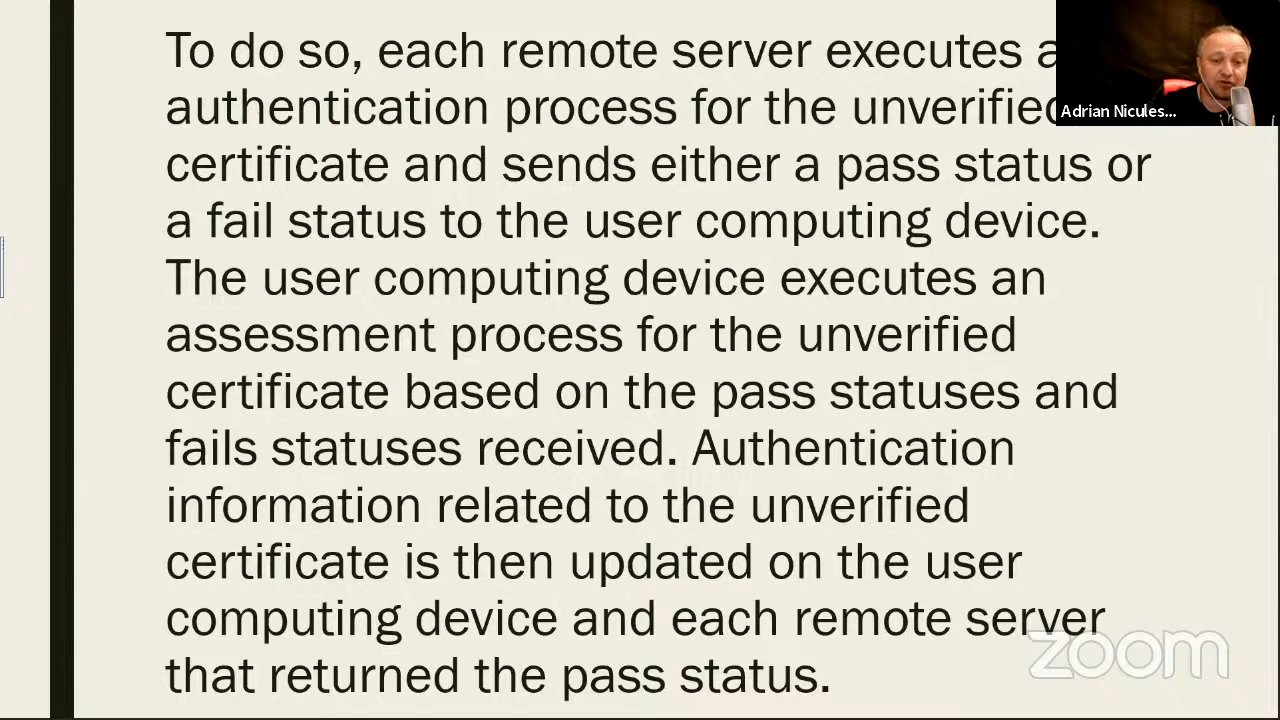 To do so, each remote server executes
authentication process for the unverified
certificate and sends either a pass status or
a fail status to the user computing device.
The user computing device executes an
assessment process for the unverified
certificate based on the pass statuses and
fails statuses received. Authentication
information related to the unverified
certificate is then updated on the user
computing device and each remote server
that returned the pass status.
Adrian Nicules...
zoom